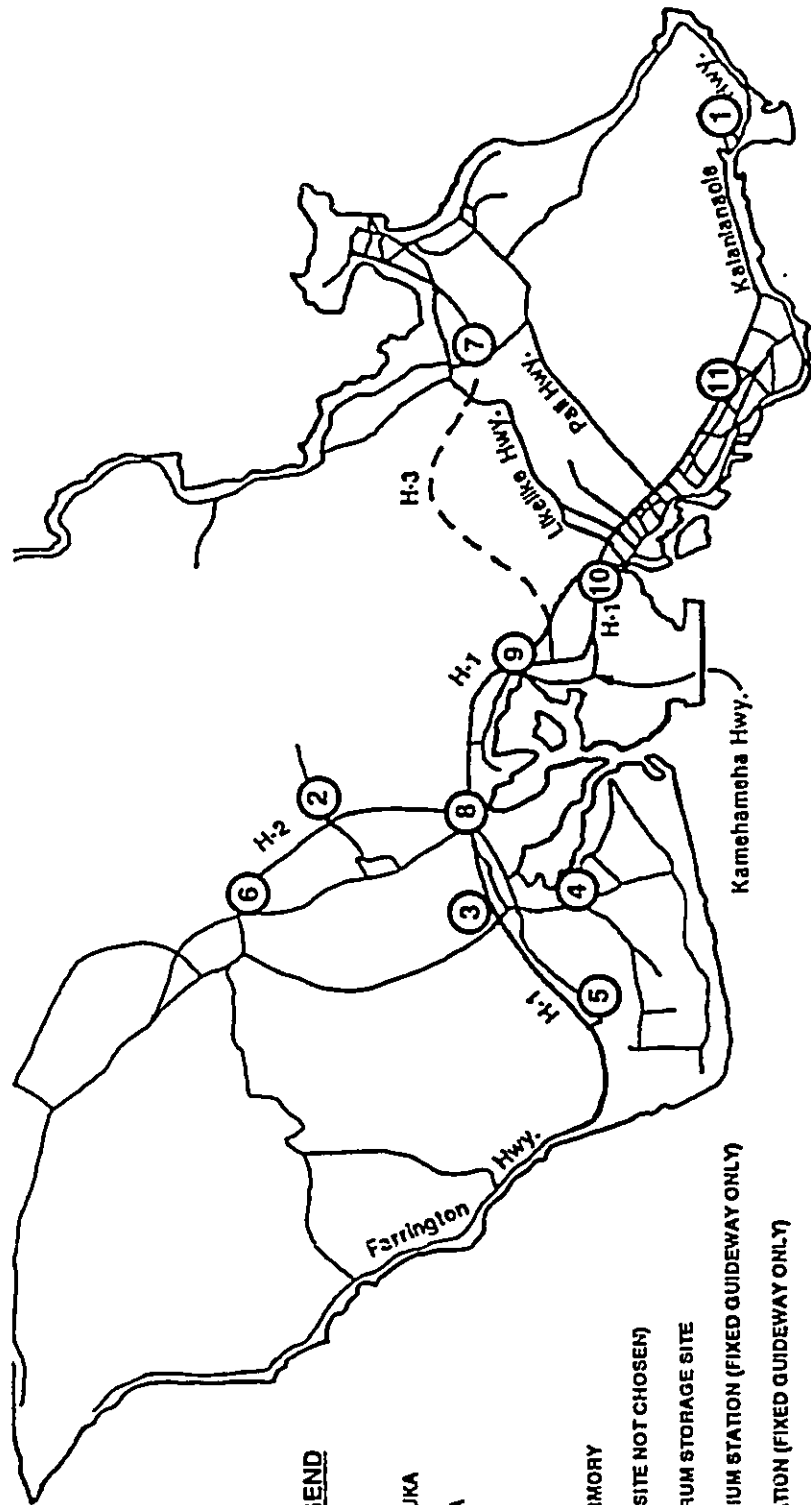 Farrington
Hwy.
H-2
6
2
H-1
5
3
4
8
H-1
9
H-1
10
Kamehameha Hwy.
H-3
Likelike Hwy.
Pali Hwy.
7
11
Kalanianaole
Hwy.
1
GEND
UKA
A
RMORY
SITE NOT CHOSEN)
RUM STORAGE SITE
IUM STATION (FIXED GUIDEWAY ONLY)
TION (FIXED GUIDEWAY ONLY)